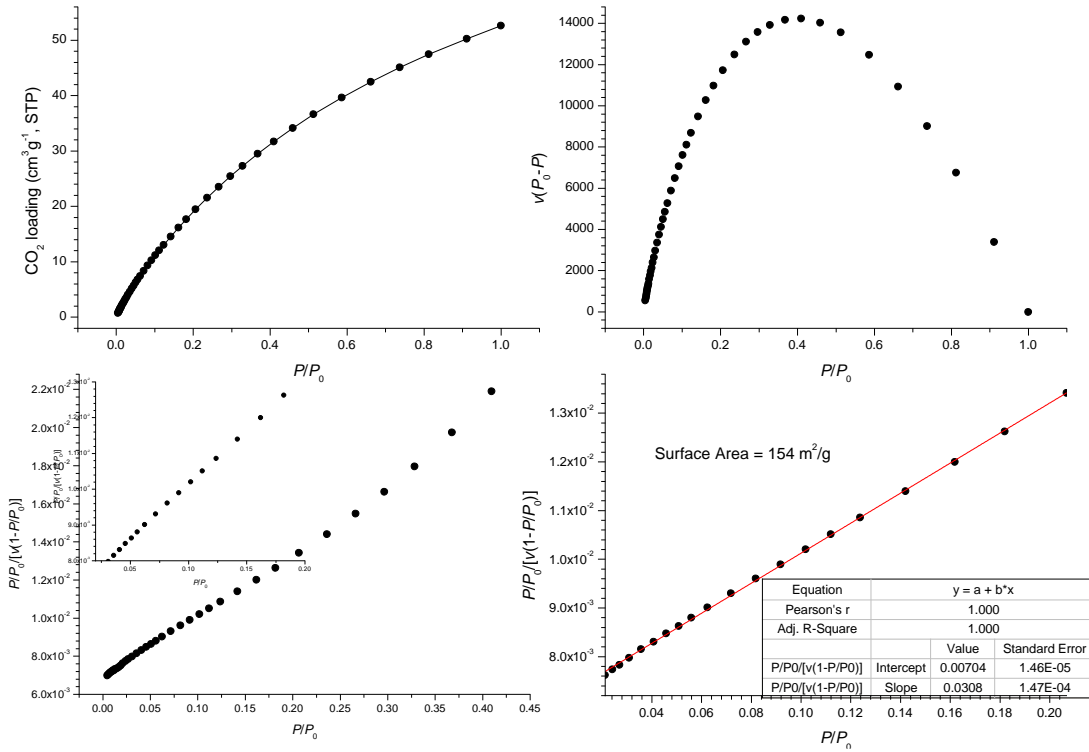 CO₂ loading (cm³g⁻¹, STP)
50
40
30
20
10
0
0.0 0.2 0.4 0.6 0.8 1.0
P/P₀
v(P₀-P)
14000
12000
10000
8000
6000
4000
2000
0
0.0 0.2 0.4 0.6 0.8 1.0
P/P₀
P/P₀/[v(1-P/P₀)]
2.2x10⁻²
2.0x10⁻²
1.8x10⁻²
1.6x10⁻²
1.4x10⁻²
1.2x10⁻²
1.0x10⁻²
8.0x10⁻³
6.0x10⁻³
0.00 0.05 0.10 0.15 0.20 0.25 0.30 0.35 0.40 0.45
P/P₀
0.05 0.10 0.15 0.20
P/P₀
P/P₀/[v(1-P/P₀)]
1.3x10⁻²
1.2x10⁻²
1.1x10⁻²
1.0x10⁻²
9.0x10⁻³
8.0x10⁻³
0.04 0.06 0.08 0.10 0.12 0.14 0.16 0.18 0.20
P/P₀
Surface Area = 154 m²/g
Equation y = a + b*x
Pearson's r 1.000
Adj. R-Square 1.000
Value Standard Error
P/P0/[v(1-P/P0)] Intercept 0.00704 1.46E-05
P/P0/[v(1-P/P0)] Slope 0.0308 1.47E-04